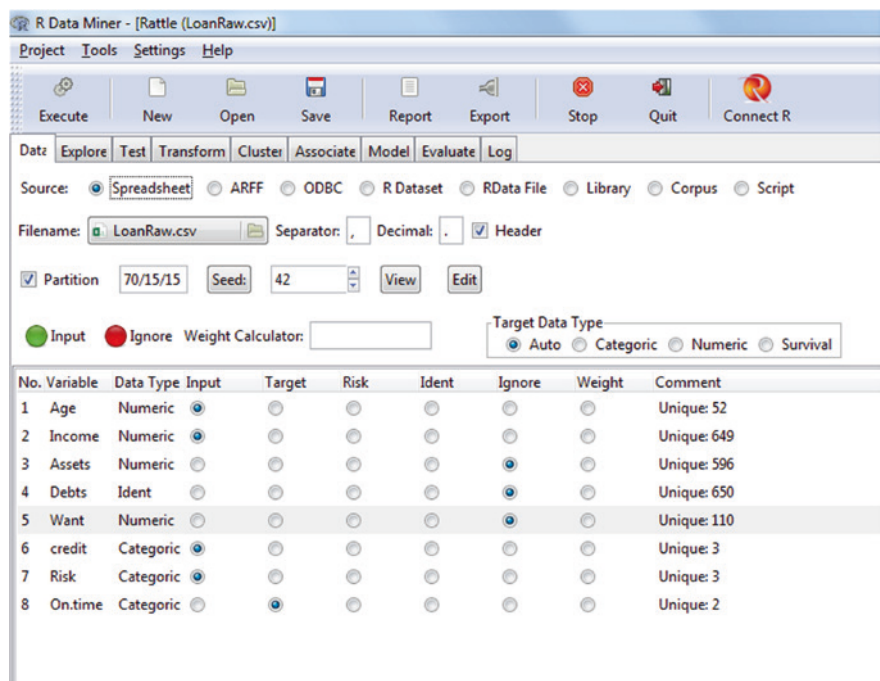 R Data Miner - [Rattle (LoanRaw.csv)]
Project Tools Settings Help
Execute New Open Save Report Export Stop Quit Connect R
Data Explore Test Transform Cluster Associate Model Evaluate Log
Source: Spreadsheet ARFF ODBC R Dataset RData File Library Corpus Script
Filename: LoanRaw.csv Separator: , Decimal: . Header
Partition 70/15/15 Seed: 42 View Edit
Input Ignore Weight Calculator:
Target Data Type
Auto Categoric Numeric Survival
No. Variable Data Type Input Target Risk Ident Ignore Weight Comment
1 Age Numeric Unique: 52
2 Income Numeric Unique: 649
3 Assets Numeric Unique: 596
4 Debts Ident Unique: 650
5 Want Numeric Unique: 110
6 credit Categoric Unique: 3
7 Risk Categoric Unique: 3
8 On.time Categoric Unique: 2